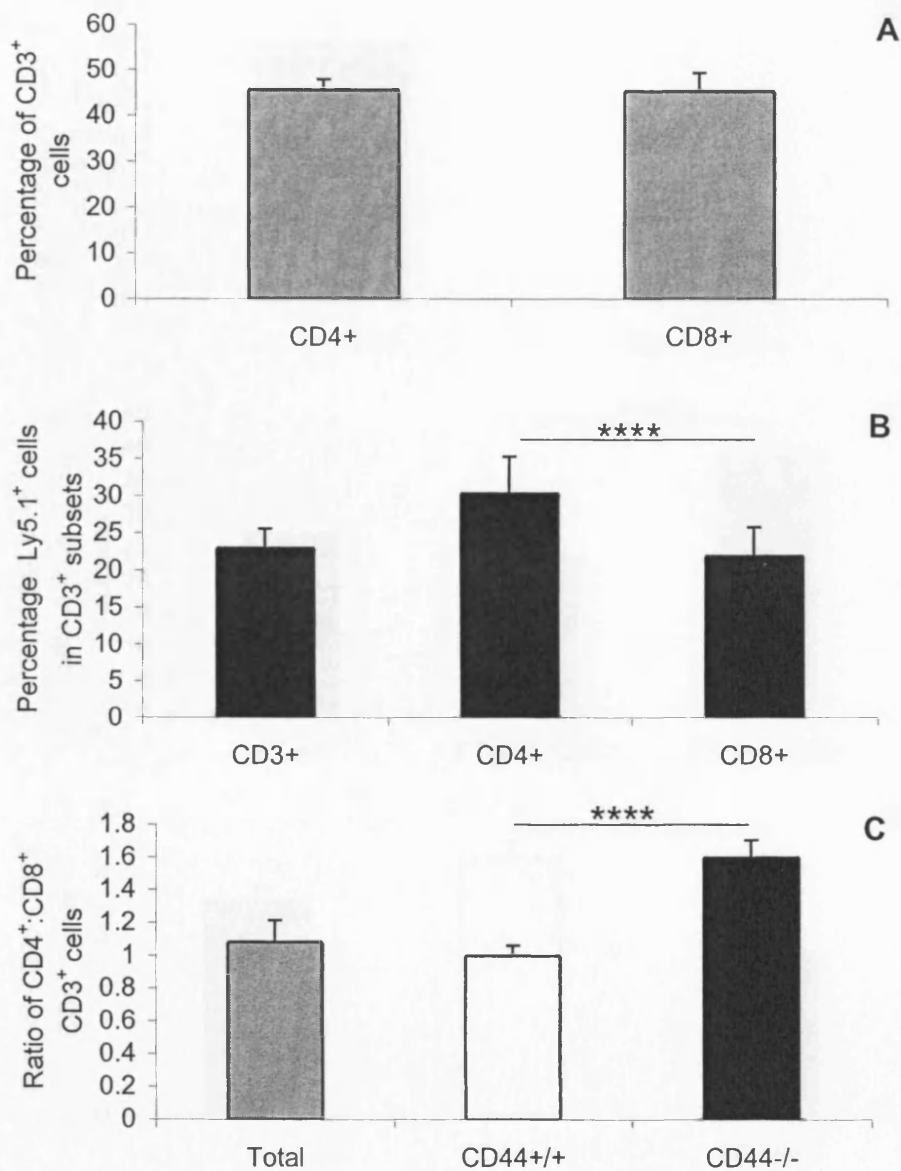 A
Percentage of CD3+
cells
60
50
40
30
20
10
0
CD4+ CD8+
B
Percentage Ly5.1+ cells
in CD3+ subsets
40
35
30
25
20
15
10
5
0
****
CD3+ CD4+ CD8+
C
Ratio of CD4+:CD8+
CD3+ cells
1.8
1.6
1.4
1.2
1
0.8
0.6
0.4
0.2
0
****
Total CD44+/+ CD44-/-